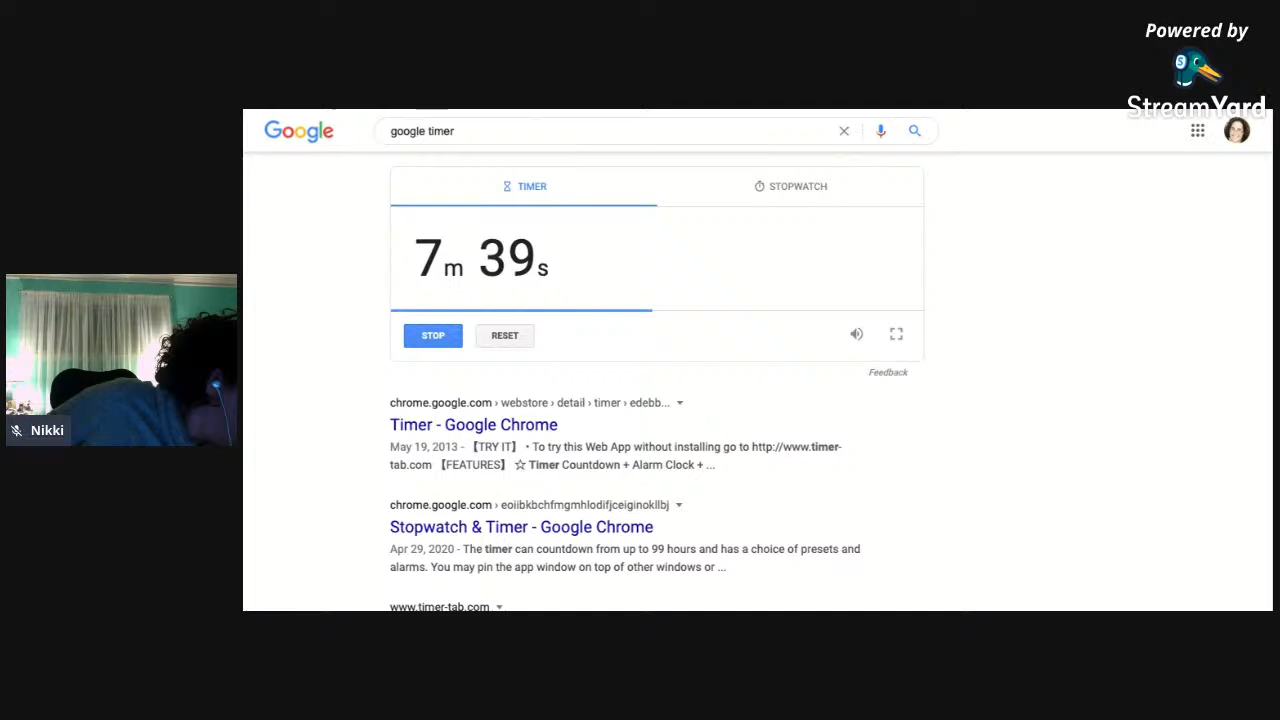 Powered by
StreamYard
Google
google timer
TIMER
STOPWATCH
7m 39s
STOP
RESET
Feedback
chrome.google.com › webstore › detail › timer › edebb...
Timer - Google Chrome
May 19, 2013 - 【TRY IT】 • To try this Web App without installing go to http://www.timer-
tab.com 【FEATURES】 ☆ Timer Countdown + Alarm Clock + ...
chrome.google.com › eoiibkbchfmgmhlodifjceiginokllbj
Stopwatch & Timer - Google Chrome
Apr 29, 2020 - The timer can countdown from up to 99 hours and has a choice of presets and
alarms. You may pin the app window on top of other windows or ...
www.timer-tab.com
Nikki